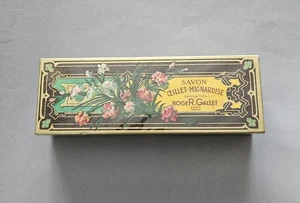 SAVON
ŒILLET-MIGNARDISE
ROGER. GALLET
PARIS